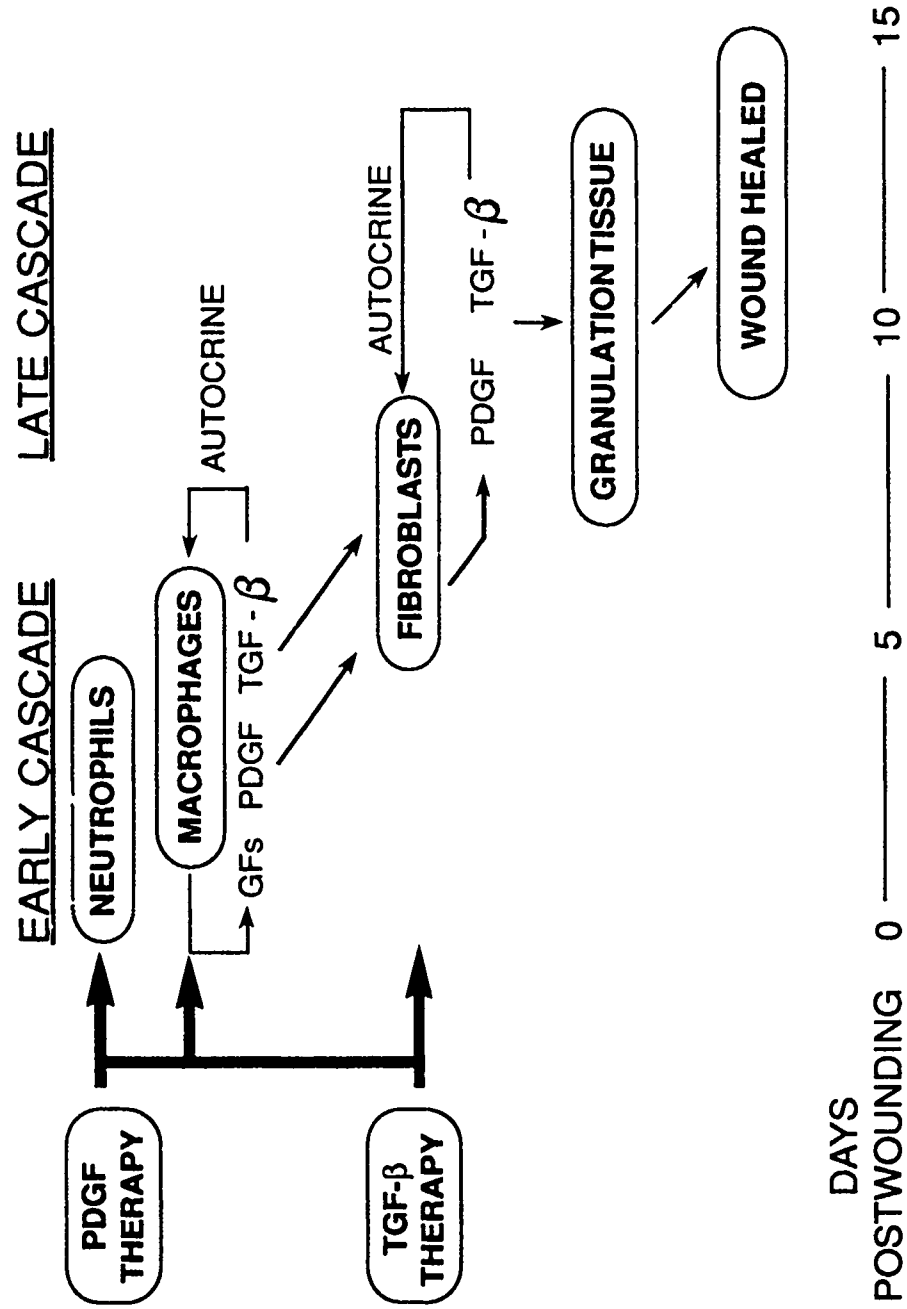 EARLY CASCADE
LATE CASCADE
PDGF
THERAPY
NEUTROPHILS
MACROPHAGES
AUTOCRINE
GFs PDGF TGF-β
TGF-β
THERAPY
FIBROBLASTS
AUTOCRINE
PDGF TGF-β
GRANULATION TISSUE
WOUND HEALED
DAYS
POSTWOUNDING
0 5 10 15